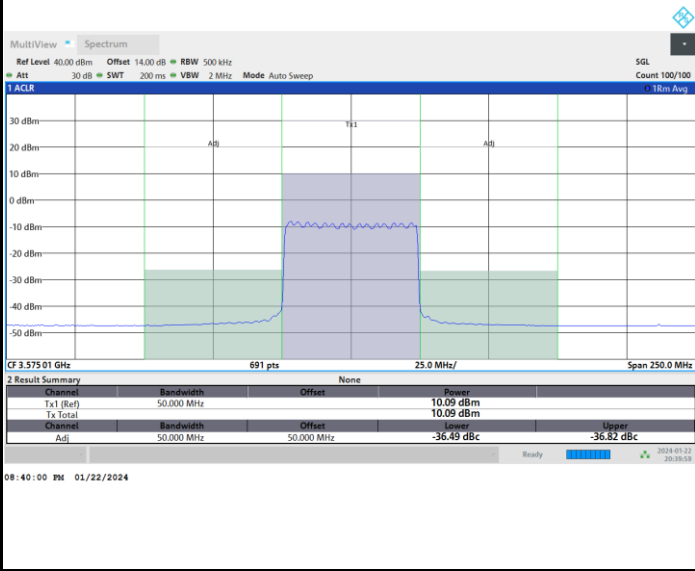 MultiView Spectrum
Ref Level 40.00 dBm Offset 14.00 dB RBW 500 kHz SGL
Att 30 dB SWT 200 ms VBW 2 MHz Mode Auto Sweep Count 100/100
1 ACLR 1Rm Avg
30 dBm
Tx1
20 dBm
Adj Adj
10 dBm
0 dBm
-10 dBm
-20 dBm
-30 dBm
-40 dBm
-50 dBm
CF 3.575 01 GHz 691 pts 25.0 MHz/ Span 250.0 MHz
2 Result Summary None
Channel Bandwidth Offset Power
Tx1 (Ref) 50.000 MHz 10.09 dBm
Tx Total 10.09 dBm
Channel Bandwidth Offset Lower Upper
Adj 50.000 MHz 50.000 MHz -36.49 dBc -36.82 dBc
Ready 2024-01-22
20:39:59
08:40:00 PM 01/22/2024